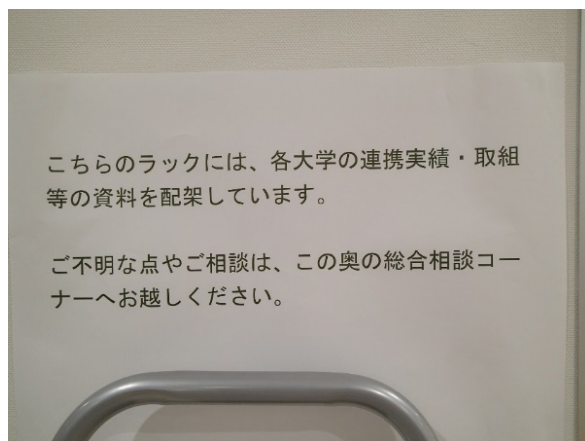 こちらのラックには、各大学の連携実績・取組
等の資料を配架しています。
ご不明な点やご相談は、この奥の総合相談コー
ナーへお越しください。